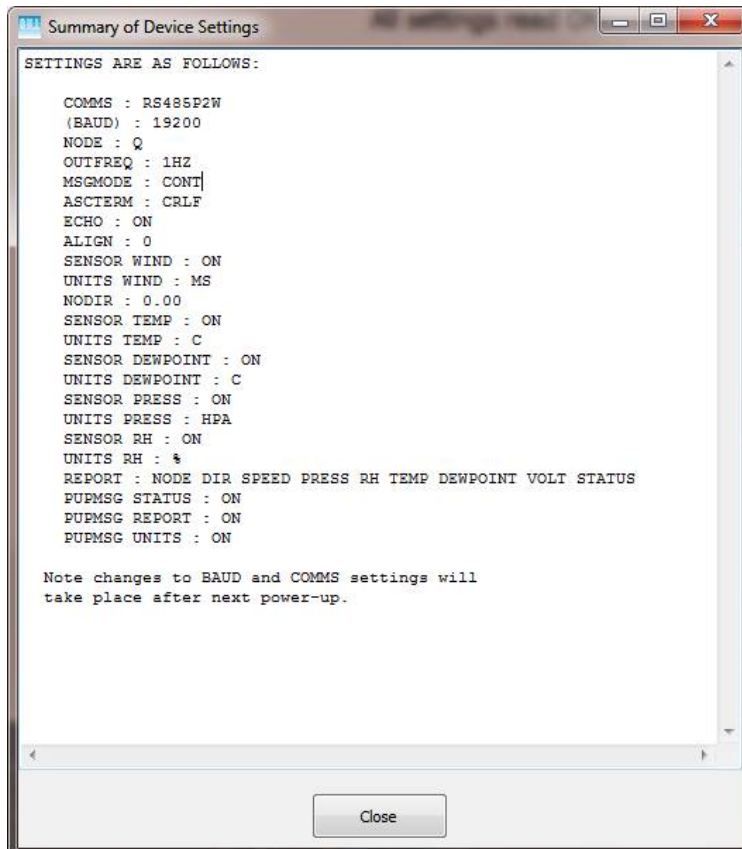 Summary of Device Settings
All settings read
SETTINGS ARE AS FOLLOWS:
COMMS : RS485P2W
(BAUD) : 19200
NODE : Q
OUTFREQ : 1HZ
MSGMODE : CONT
ASCTERM : CRLF
ECHO : ON
ALIGN : 0
SENSOR WIND : ON
UNITS WIND : MS
NODIR : 0.00
SENSOR TEMP : ON
UNITS TEMP : C
SENSOR DEWPOINT : ON
UNITS DEWPOINT : C
SENSOR PRESS : ON
UNITS PRESS : HPA
SENSOR RH : ON
UNITS RH : %
REPORT : NODE DIR SPEED PRESS RH TEMP DEWPOINT VOLT STATUS
PUPMSG STATUS : ON
PUPMSG REPORT : ON
PUPMSG UNITS : ON
Note changes to BAUD and COMMS settings will
take place after next power-up.
Close